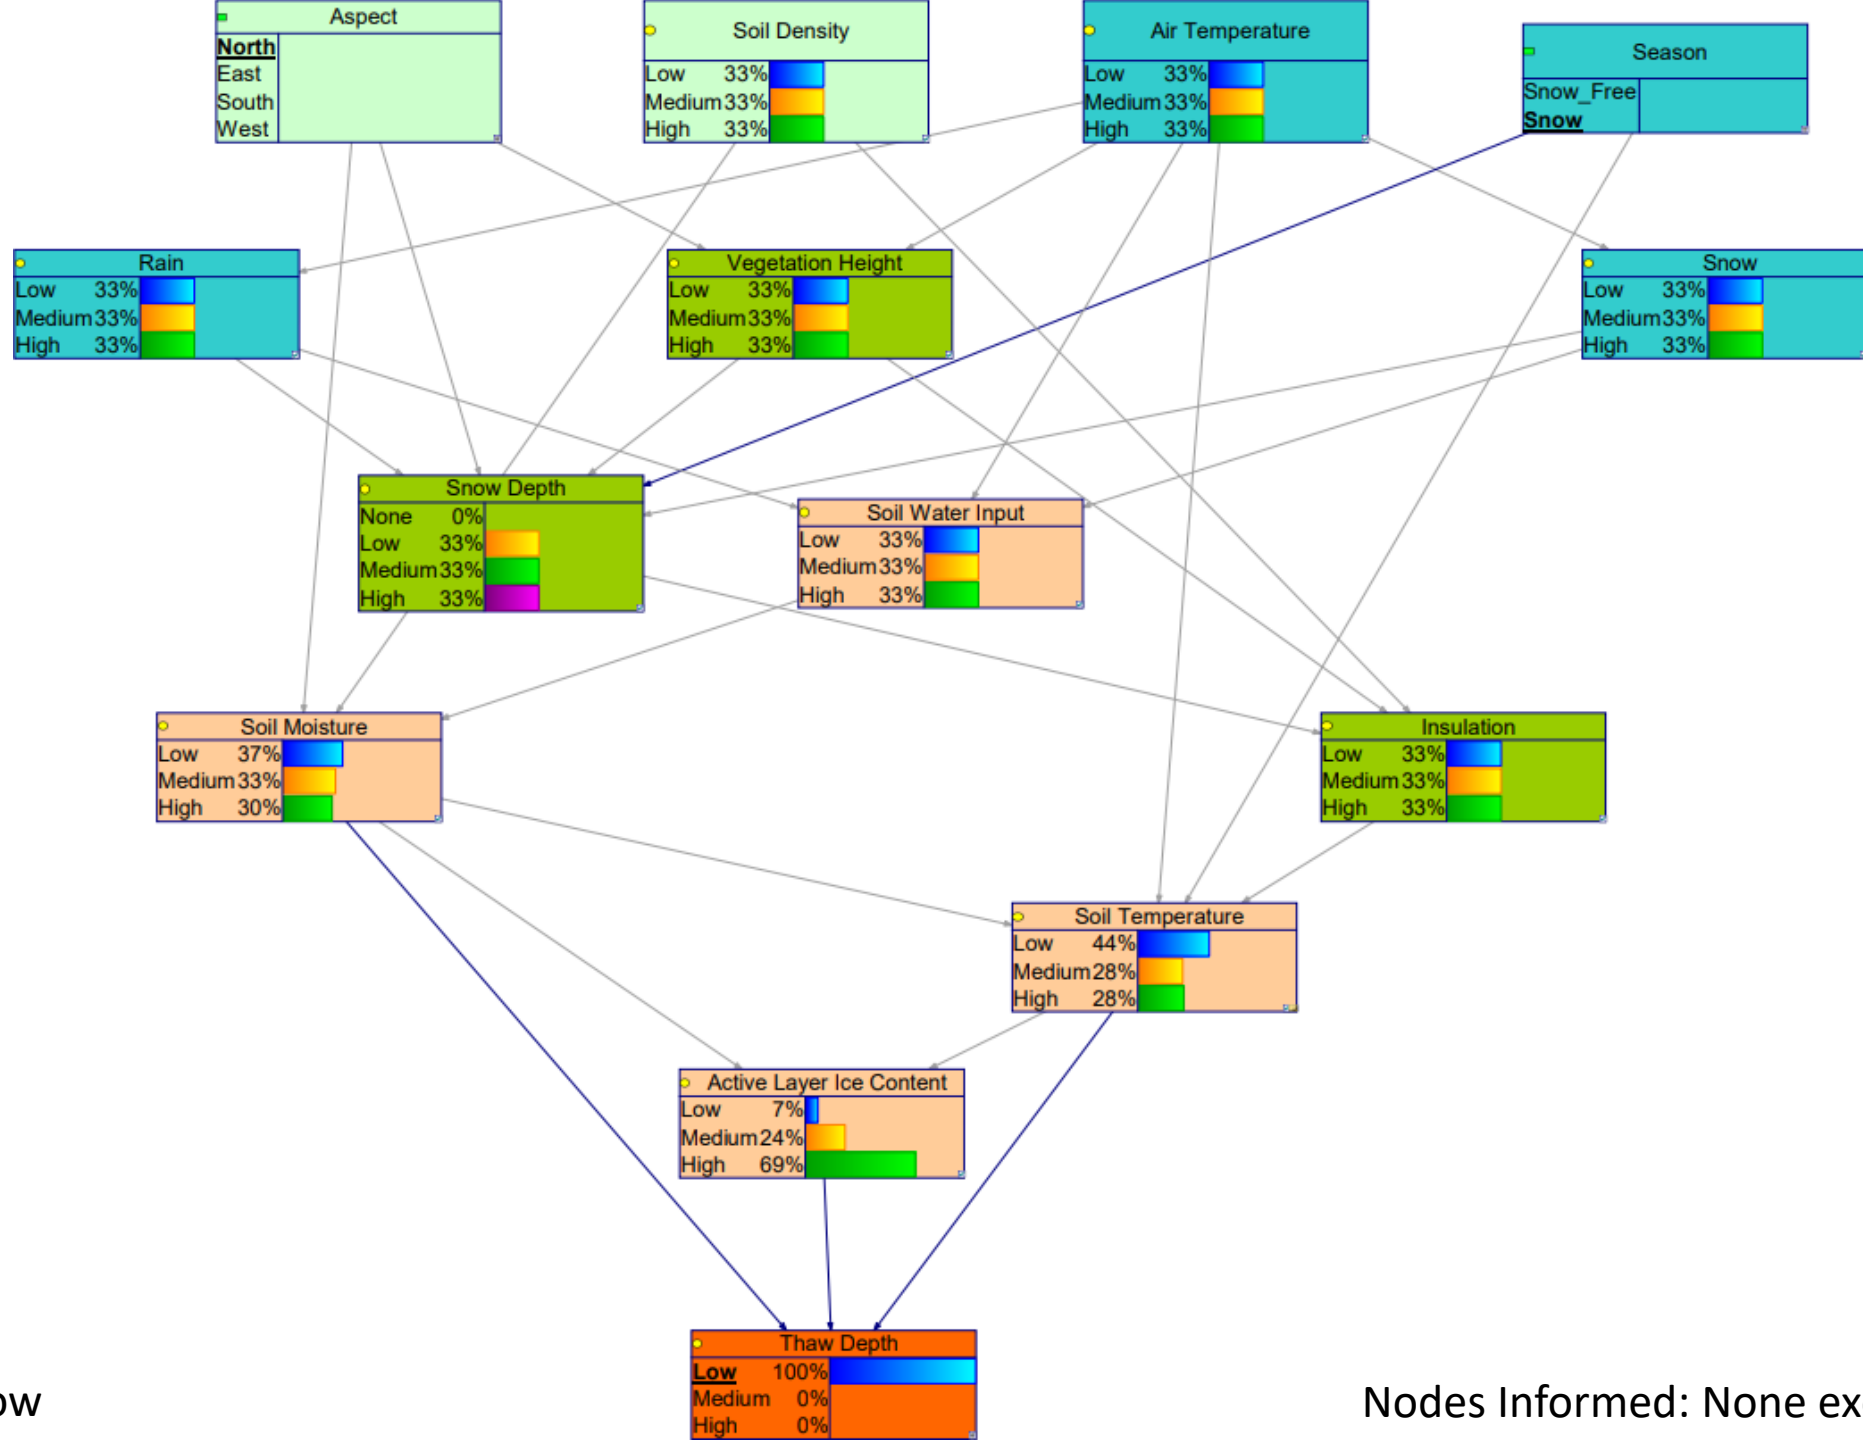 Aspect
North
East
South
West
Soil Density
Low 33%
Medium 33%
High 33%
Air Temperature
Low 33%
Medium 33%
High 33%
Season
Snow_Free
Snow
Rain
Low 33%
Medium 33%
High 33%
Vegetation Height
Low 33%
Medium 33%
High 33%
Snow
Low 33%
Medium 33%
High 33%
Snow Depth
None 0%
Low 33%
Medium 33%
High 33%
Soil Water Input
Low 33%
Medium 33%
High 33%
Soil Moisture
Low 37%
Medium 33%
High 30%
Insulation
Low 33%
Medium 33%
High 33%
Soil Temperature
Low 44%
Medium 28%
High 28%
Active Layer Ice Content
Low 7%
Medium 24%
High 69%
Thaw Depth
Low 100%
Medium 0%
High 0%
Nodes Informed: None